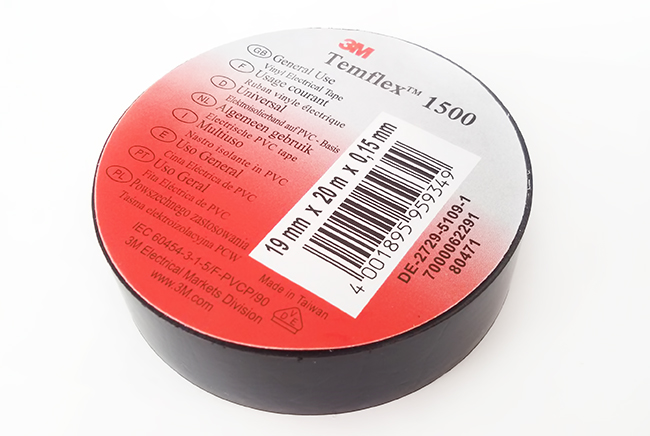 3M
Temflex™ 1500
GB General Use
Vinyl Electrical Tape
F Usage courant
Ruban vinyle électrique
D Universal
Elektroisolierband auf PVC - Basis
NL Algemeen gebruik
Electrische PVC tape
I Multiuso
Nastro isolante in PVC
E Uso General
Cinta Eléctrica de PVC
PT Uso Geral
Fita Eléctrica de PVC
PL Powszechnego zastosowania
Taśma elektroizolacyjna PCW
IEC 60454-3-1-5/F-PVCP/90
3M Electrical Markets Division
www.3M.com
Made in Taiwan
VDE
19 mm x 20 m x 0,15 mm
4 001895 959349
DE-2729-5109-1
7000062291
80471